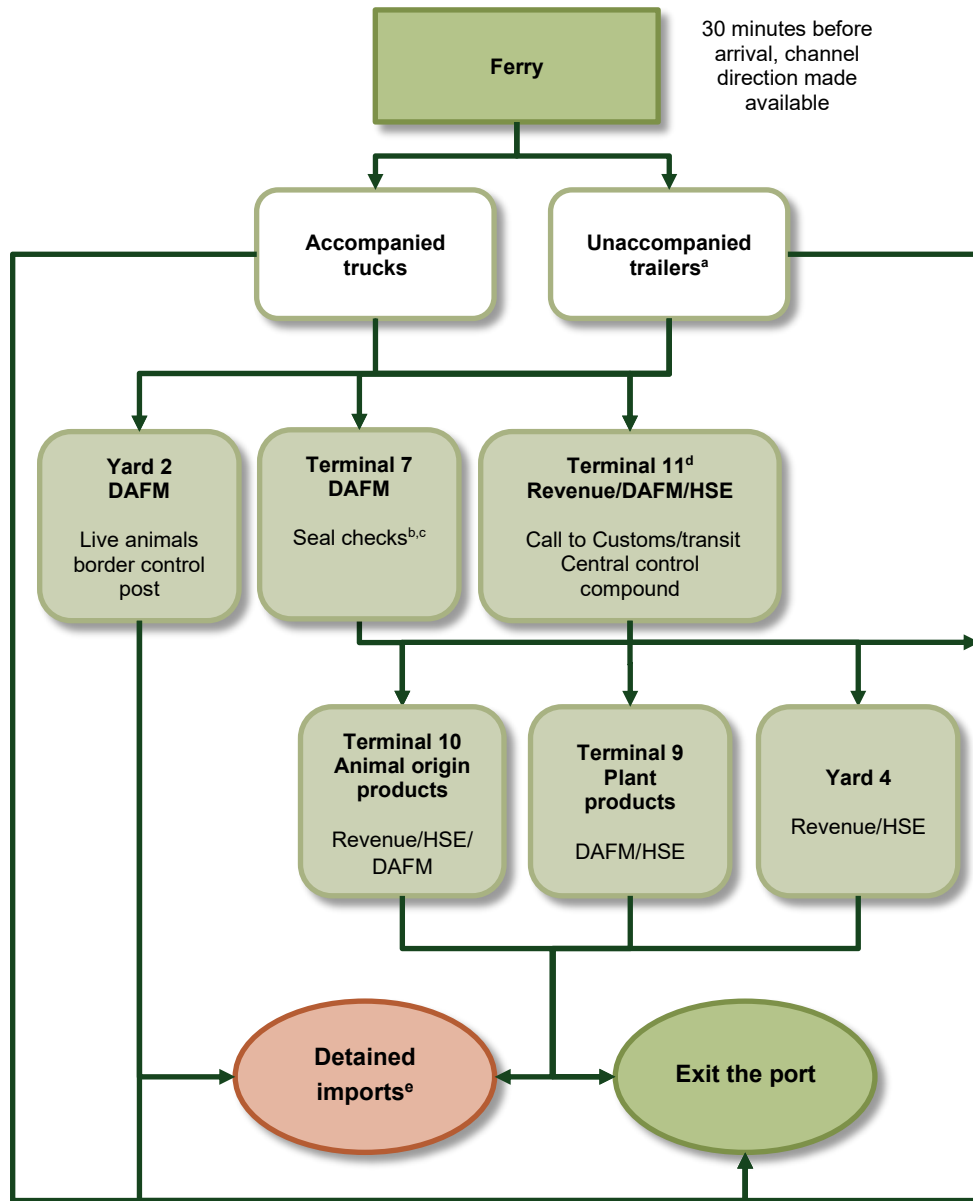 Ferry
30 minutes before
arrival, channel
direction made
available
Accompanied
trucks
Unaccompanied
trailersᵃ
Yard 2
DAFM
Live animals
border control
post
Terminal 7
DAFM
Seal checksᵇ,ᶜ
Terminal 11ᵈ
Revenue/DAFM/HSE
Call to Customs/transit
Central control
compound
Terminal 10
Animal origin
products
Revenue/HSE/
DAFM
Terminal 9
Plant
products
DAFM/HSE
Yard 4
Revenue/HSE
Detained
importsᵉ
Exit the port